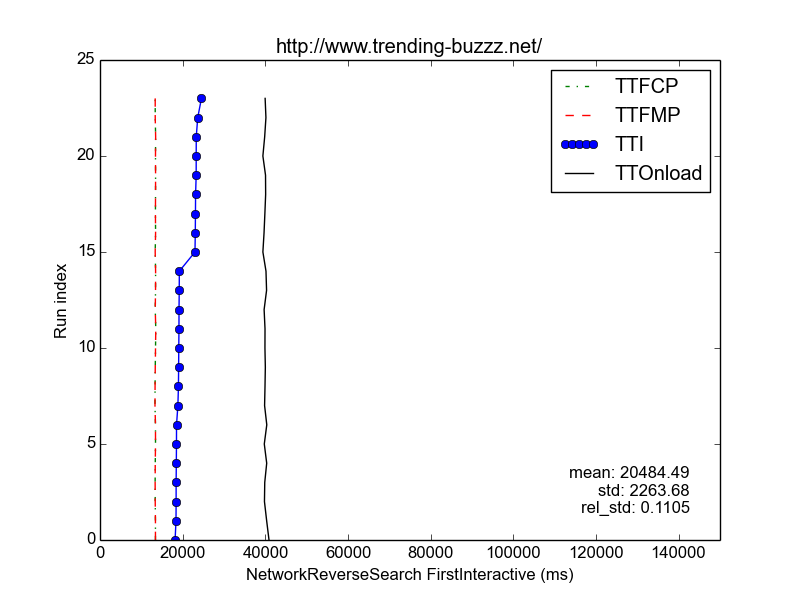 http://www.trending-buzzz.net/
25
20
15
10
5
0
Run index
TTFCP
TTFMP
TTI
TTOnload
mean: 20484.49
std: 2263.68
rel_std: 0.1105
0 20000 40000 60000 80000 100000 120000 140000
NetworkReverseSearch FirstInteractive (ms)